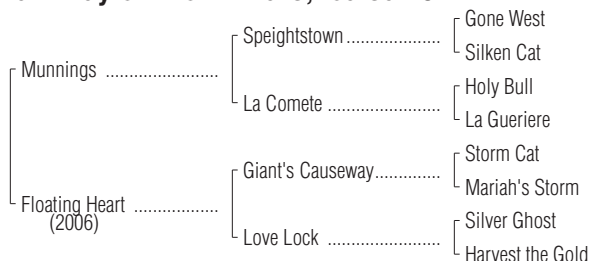 Gone West
Speightstown
Silken Cat
Munnings
Holy Bull
La Comete
La Gueriere
Storm Cat
Giant's Causeway
Mariah's Storm
Floating Heart
(2006)
Silver Ghost
Love Lock
Harvest the Gold